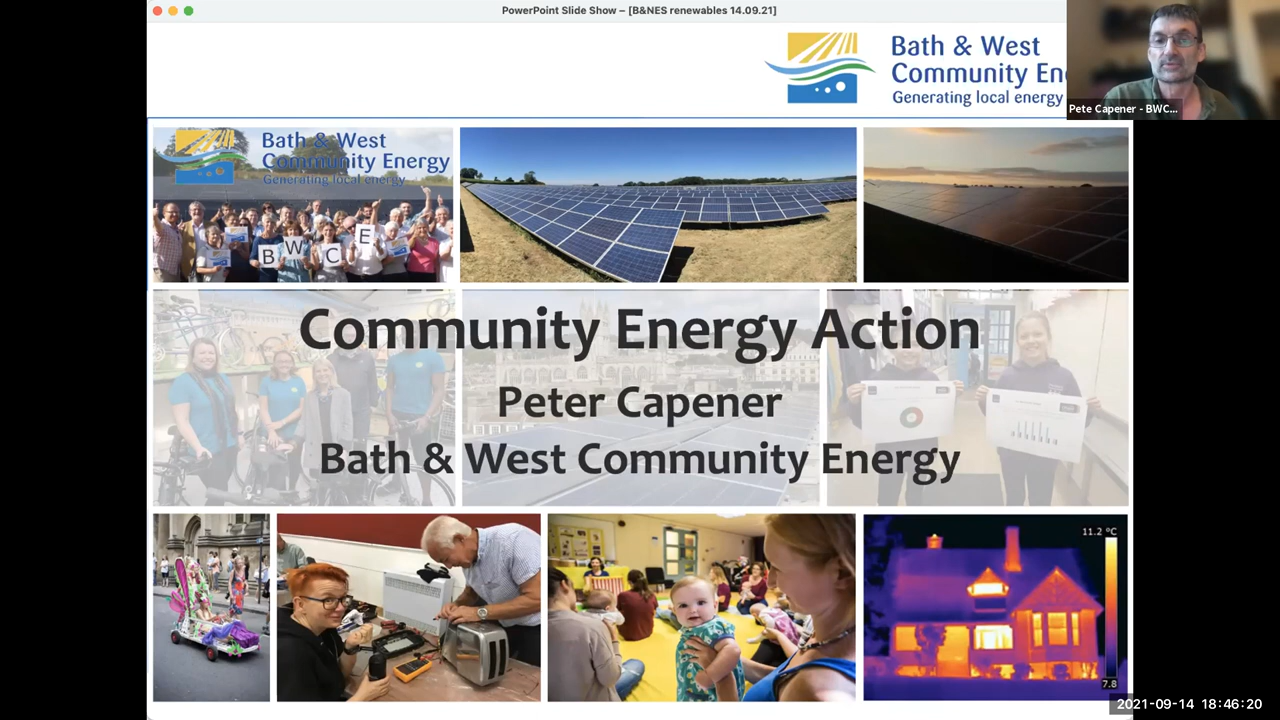 PowerPoint Slide Show – [B&NES renewables 14.09.21]
Bath & West
Community En
Generating local energy
Pete Capener - BWC...
Bath & West
Community Energy
Generating local energy
B W C E
Community Energy Action
Peter Capener
Bath & West Community Energy
11.2 °C
7.8
2021-09-14 18:46:20